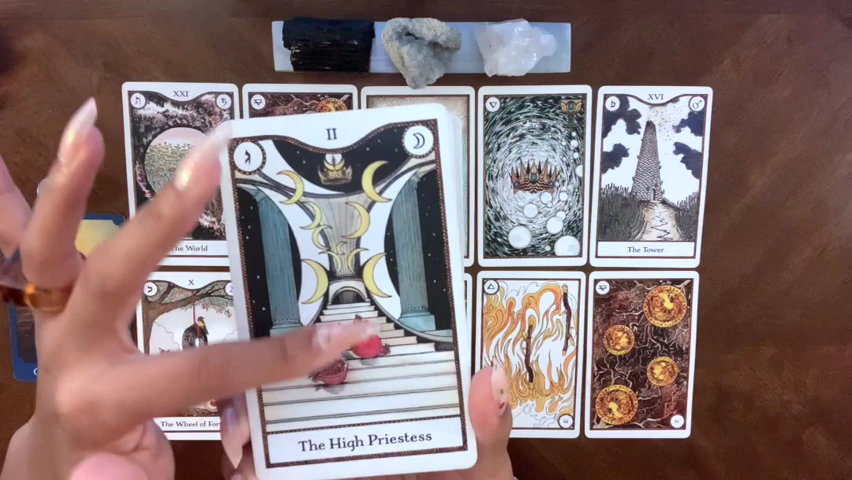 XXI
XVI
II
The World
The Tower
X
The Wheel of For
The High Priestess